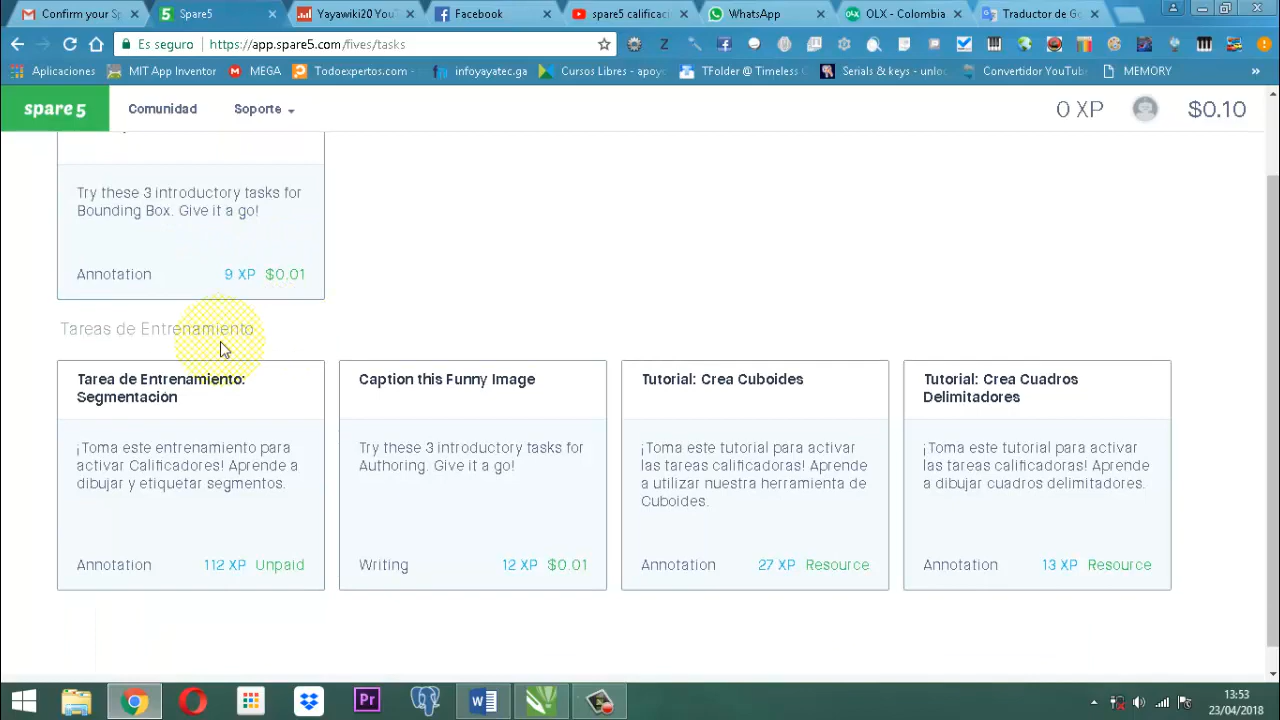 Confirm your Sp
Spare5
Yayawiki20 YouT
Facebook
spare5 calificac
WhatsApp
OLX - Colombia
Traductor de Go
Es seguro
https://app.spare5.com/fives/tasks
Aplicaciones
MIT App Inventor
MEGA
Todoexpertos.com -
infoyayatec.ga
Cursos Libres - apoy
TFolder @ Timeless
Serials & keys - unlo
Convertidor YouTub
MEMORY
»
spare5
Comunidad
Soporte
0 XP
$0.10
Try these 3 introductory tasks for
Bounding Box. Give it a go!
Annotation 9 XP $0.01
Tareas de Entrenamiento
Tarea de Entrenamiento:
Segmentación
¡Toma este entrenamiento para
activar Calificadores! Aprende a
dibujar y etiquetar segmentos.
Annotation 112 XP Unpaid
Caption this Funny Image
Try these 3 introductory tasks for
Authoring. Give it a go!
Writing 12 XP $0.01
Tutorial: Crea Cuboides
¡Toma este tutorial para activar
las tareas calificadoras! Aprende
a utilizar nuestra herramienta de
Cuboides.
Annotation 27 XP Resource
Tutorial: Crea Cuadros
Delimitadores
¡Toma este tutorial para activar
las tareas calificadoras! Aprende
a dibujar cuadros delimitadores.
Annotation 13 XP Resource
Pr
13:53
23/04/2018